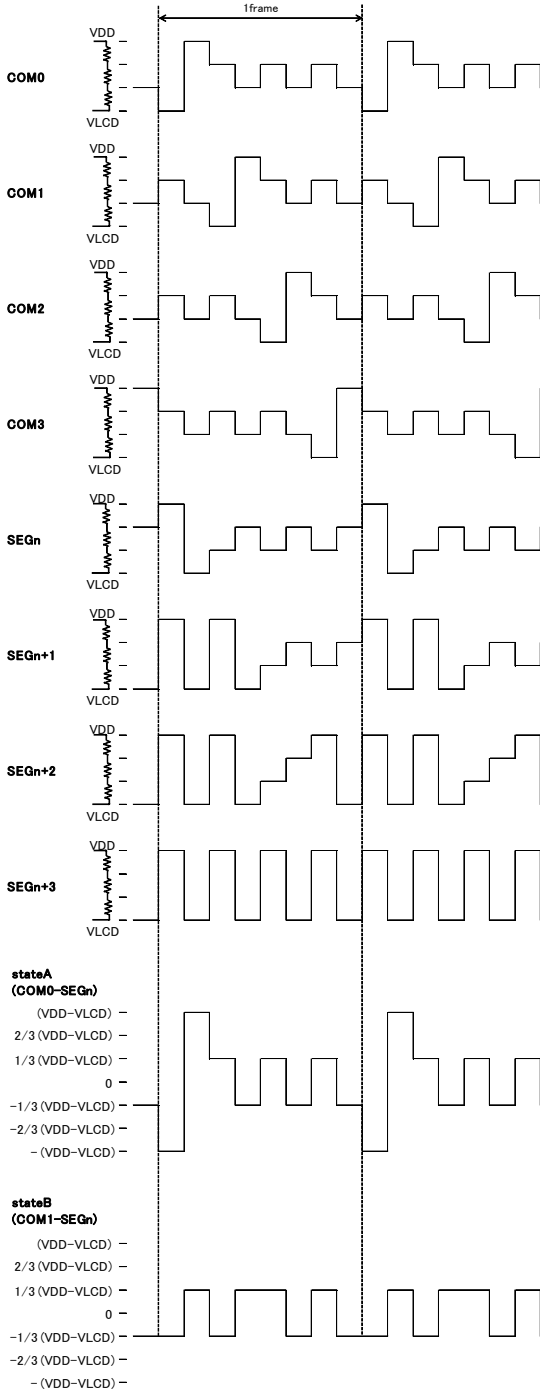 1frame
VDD
COM0
VLCD
VDD
COM1
VLCD
VDD
COM2
VLCD
VDD
COM3
VLCD
VDD
SEGn
VLCD
VDD
SEGn+1
VLCD
VDD
SEGn+2
VLCD
VDD
SEGn+3
VLCD
stateA
(COM0-SEGn)
(VDD-VLCD)
2/3(VDD-VLCD)
1/3(VDD-VLCD)
0
-1/3(VDD-VLCD)
-2/3(VDD-VLCD)
-(VDD-VLCD)
stateB
(COM1-SEGn)
(VDD-VLCD)
2/3(VDD-VLCD)
1/3(VDD-VLCD)
0
-1/3(VDD-VLCD)
-2/3(VDD-VLCD)
-(VDD-VLCD)